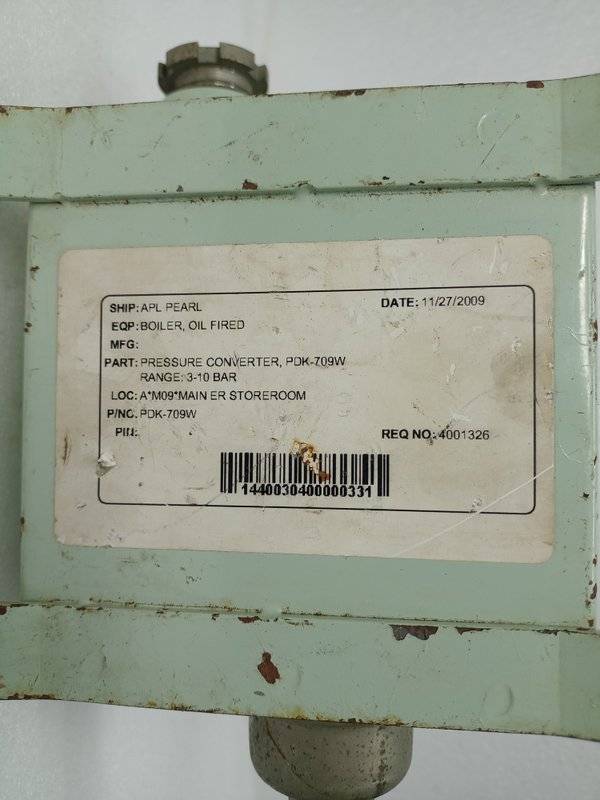 SHIP: APL PEARL
DATE: 11/27/2009
EQP: BOILER, OIL FIRED
MFG:
PART: PRESSURE CONVERTER, PDK-709W
RANGE: 3-10 BAR
LOC: A*M09*MAIN ER STOREROOM
P/NO: PDK-709W
PIN:
REQ NO: 4001326
1440030400000331